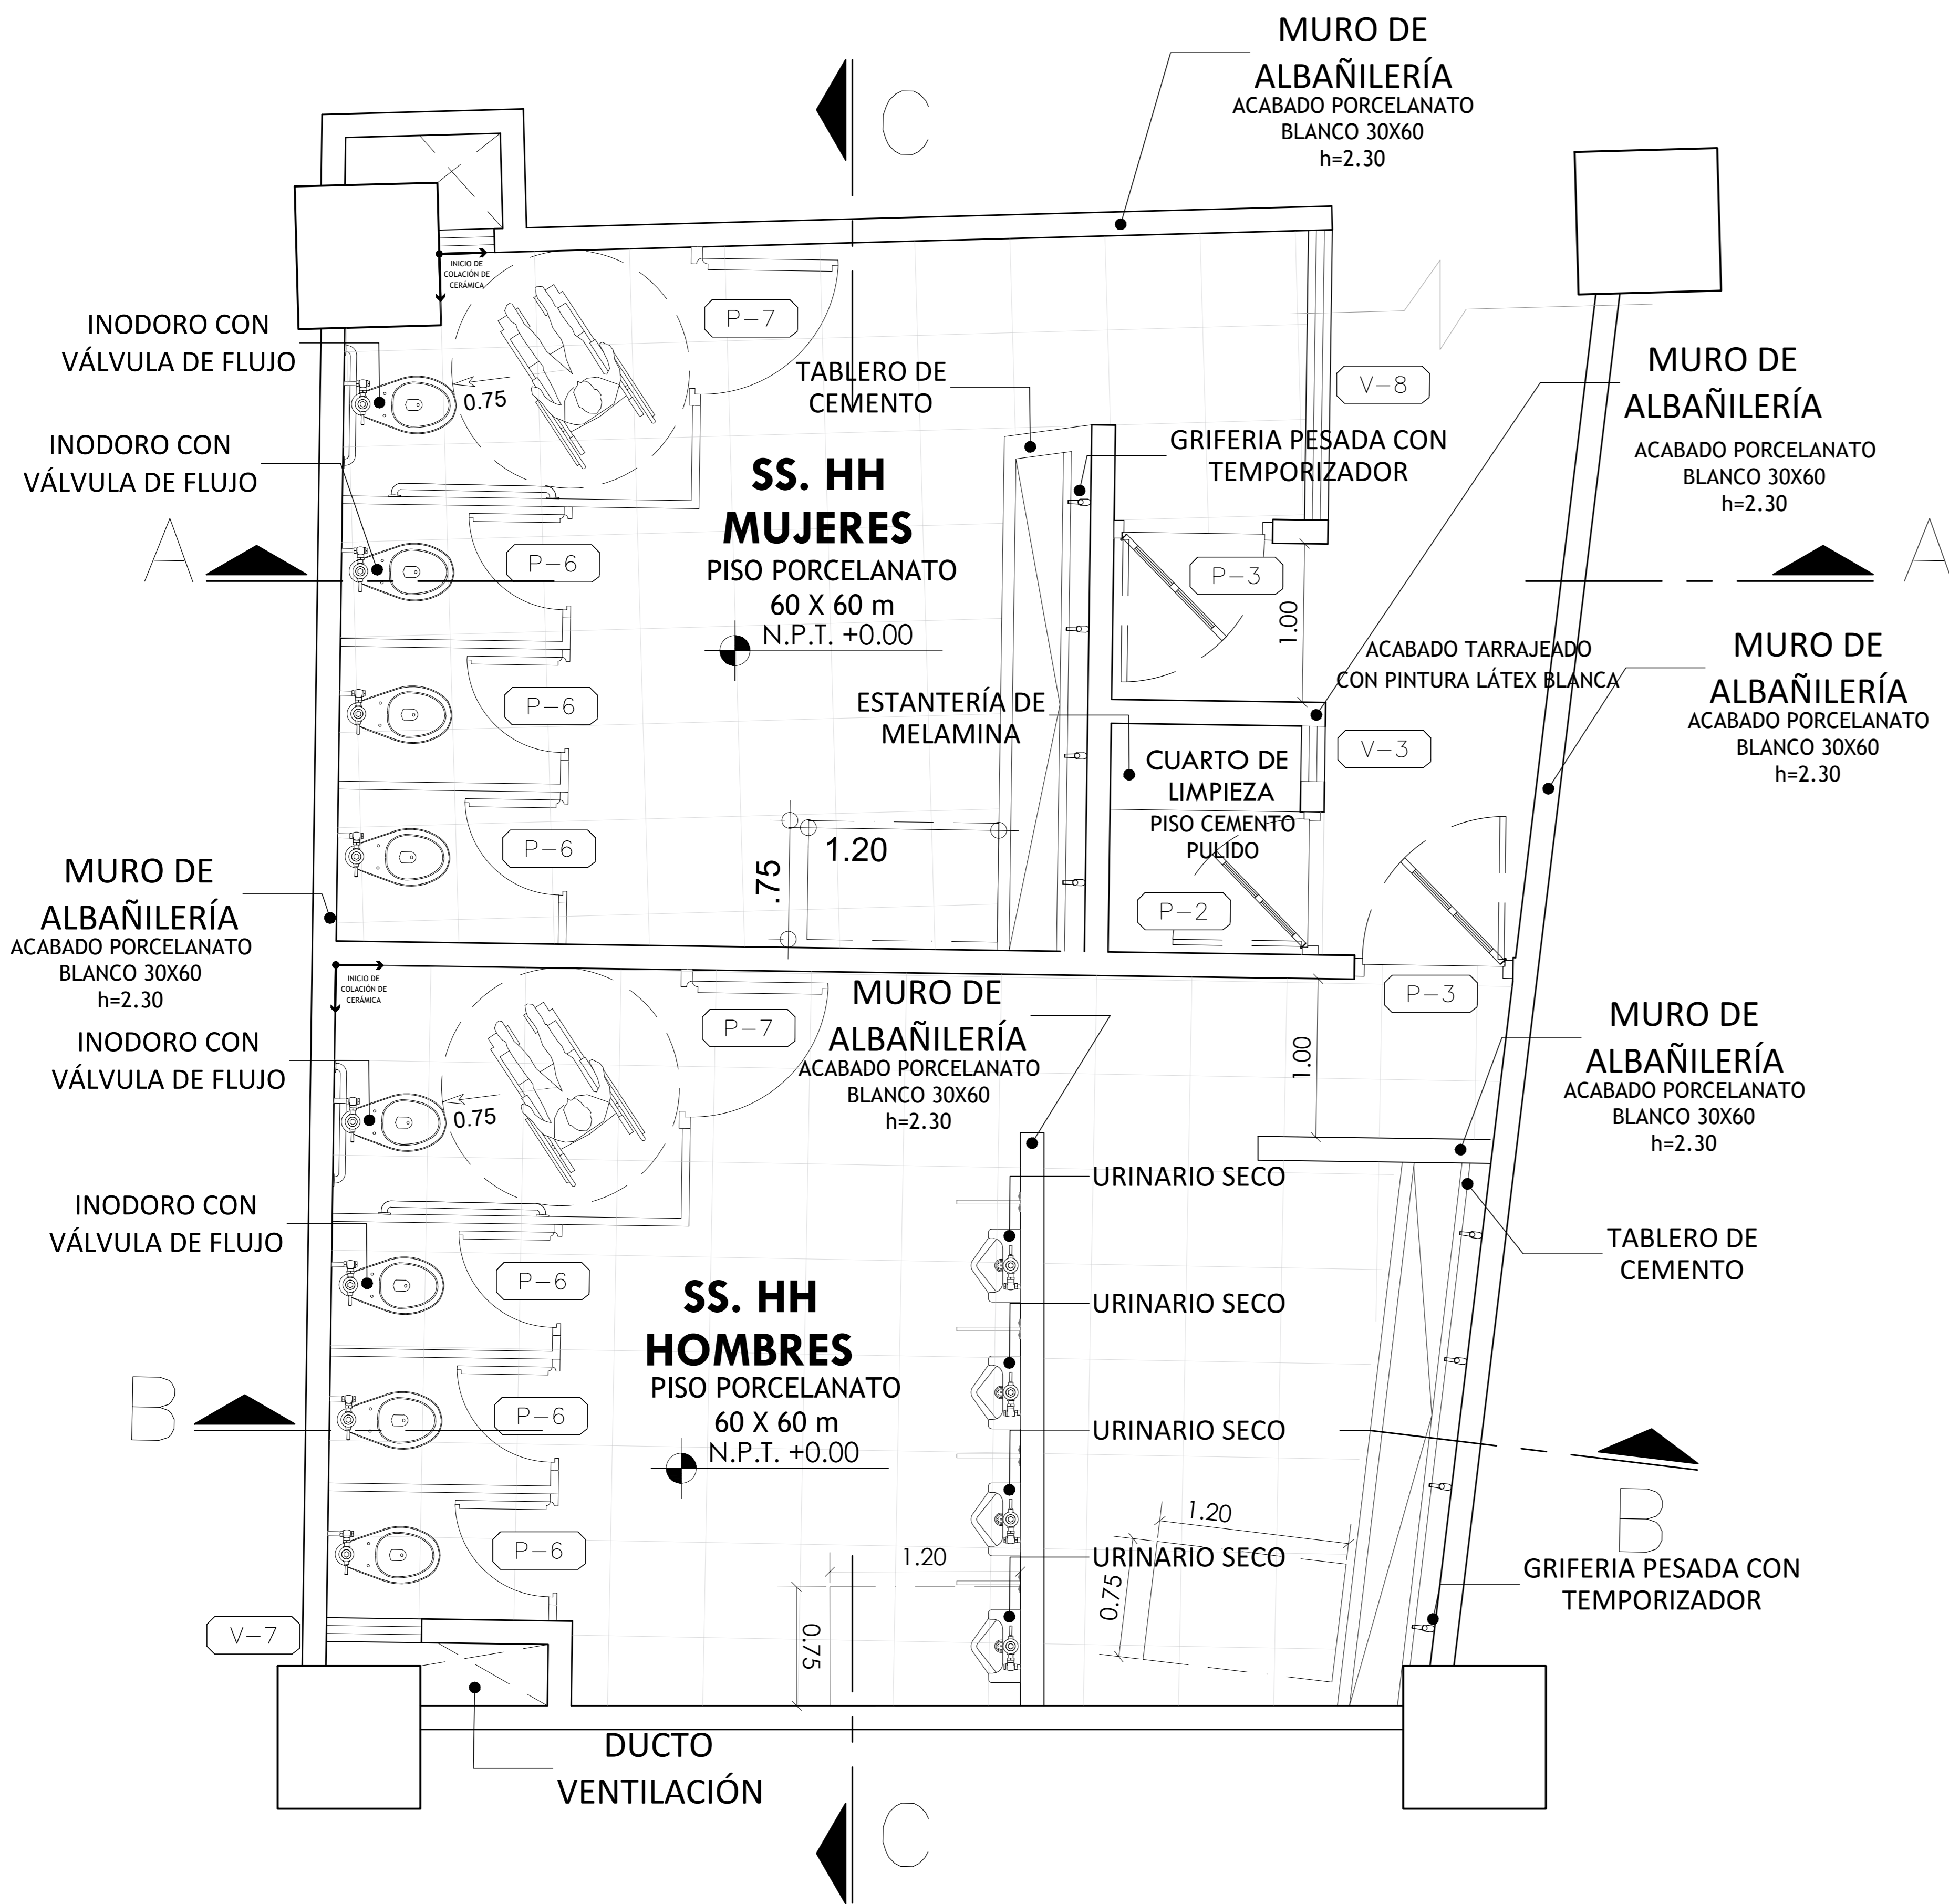 MURO DE
ALBAÑILERÍA
ACABADO PORCELANATO
BLANCO 30X60
h=2.30
C
INICIO DE
COLACIÓN DE
CERÁMICA
INODORO CON
VÁLVULA DE FLUJO
0.75
P-7
TABLERO DE
CEMENTO
V-8
MURO DE
ALBAÑILERÍA
ACABADO PORCELANATO
BLANCO 30X60
h=2.30
INODORO CON
VÁLVULA DE FLUJO
GRIFERIA PESADA CON
TEMPORIZADOR
SS. HH
MUJERES
PISO PORCELANATO
60 X 60 m
N.P.T. +0.00
A
P-6
P-3
1.00
A
ACABADO TARRAJEADO
CON PINTURA LÁTEX BLANCA
MURO DE
ALBAÑILERÍA
ACABADO PORCELANATO
BLANCO 30X60
h=2.30
P-6
ESTANTERÍA DE
MELAMINA
V-3
CUARTO DE
LIMPIEZA
PISO CEMENTO
PULIDO
P-6
1.20
.75
P-2
MURO DE
ALBAÑILERÍA
ACABADO PORCELANATO
BLANCO 30X60
h=2.30
INICIO DE
COLACIÓN DE
CERÁMICA
P-7
MURO DE
ALBAÑILERÍA
ACABADO PORCELANATO
BLANCO 30X60
h=2.30
P-3
1.00
MURO DE
ALBAÑILERÍA
ACABADO PORCELANATO
BLANCO 30X60
h=2.30
INODORO CON
VÁLVULA DE FLUJO
0.75
INODORO CON
VÁLVULA DE FLUJO
URINARIO SECO
TABLERO DE
CEMENTO
P-6
SS. HH
HOMBRES
PISO PORCELANATO
60 X 60 m
N.P.T. +0.00
URINARIO SECO
B
P-6
URINARIO SECO
B
P-6
1.20
0.75
URINARIO SECO
1.20
0.75
GRIFERIA PESADA CON
TEMPORIZADOR
V-7
DUCTO
VENTILACIÓN
C